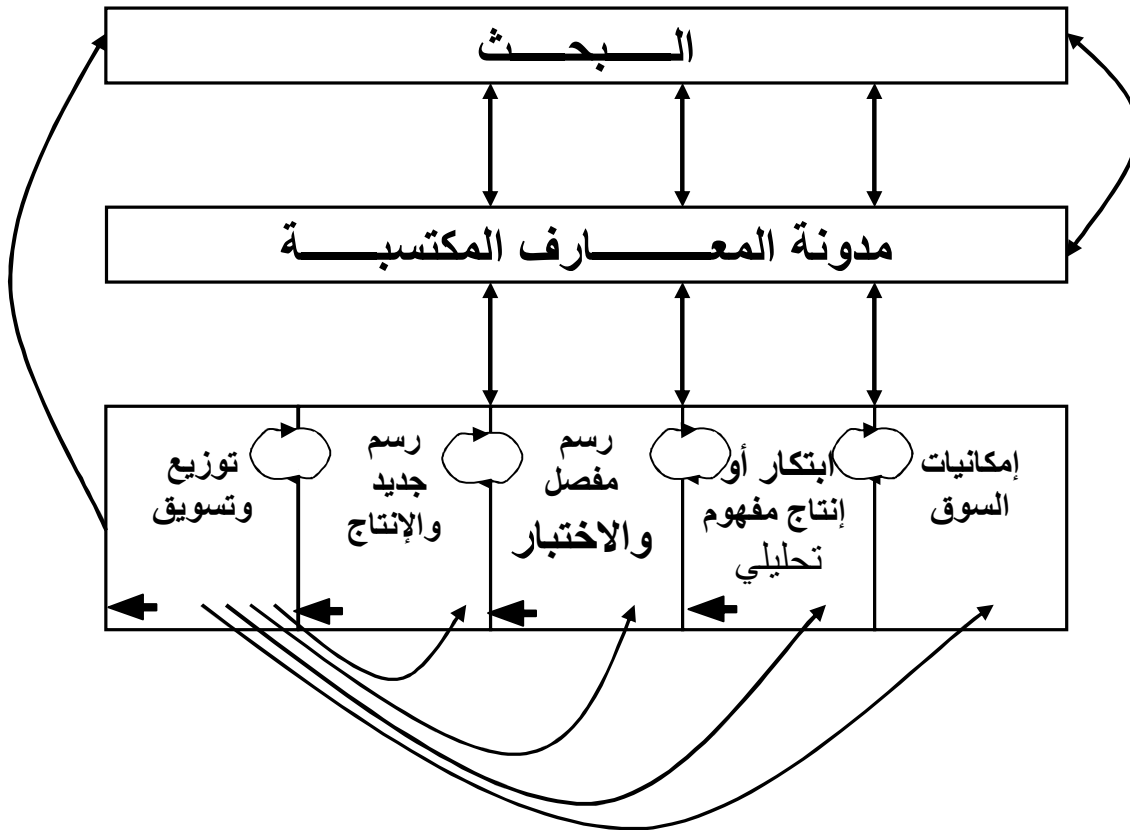 البحث
مدونة المعارف المكتسبة
إمكانيات
السوق
ابتكار أو
إنتاج مفهوم
تحليلي
رسم
مفصل
والاختبار
رسم
جديد
والإنتاج
توزيع
وتسويق